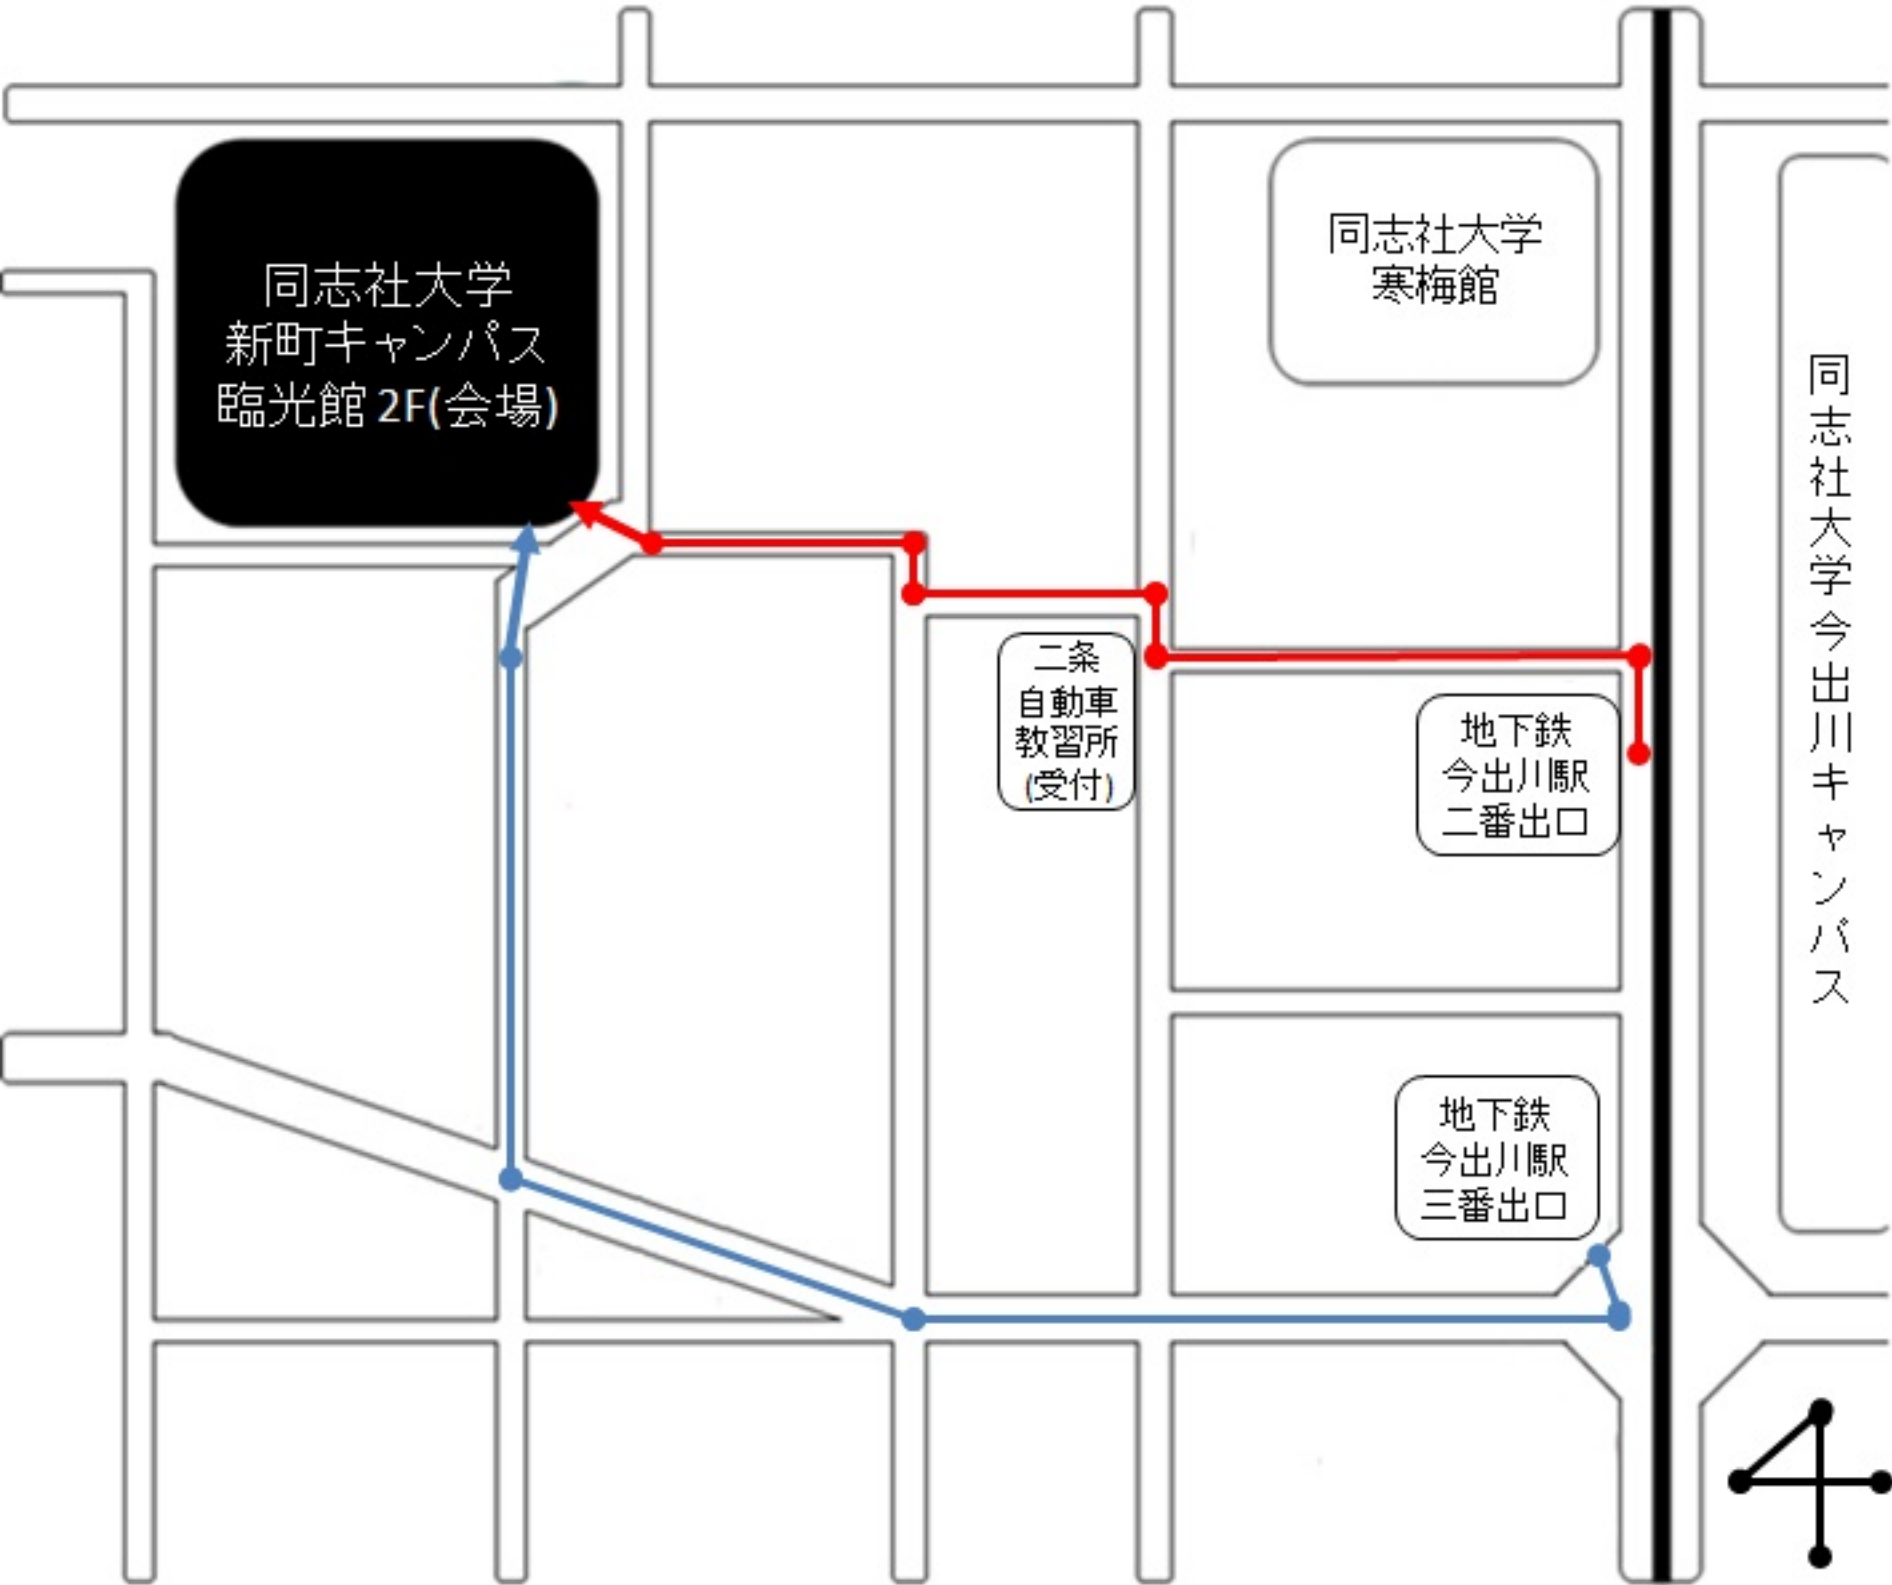 同志社大学
新町キャンパス
臨光館 2F(会場)
同志社大学
寒梅館
二条
自動車
教習所
(受付)
地下鉄
今出川駅
二番出口
地下鉄
今出川駅
三番出口
同志社大学今出川キャンパス